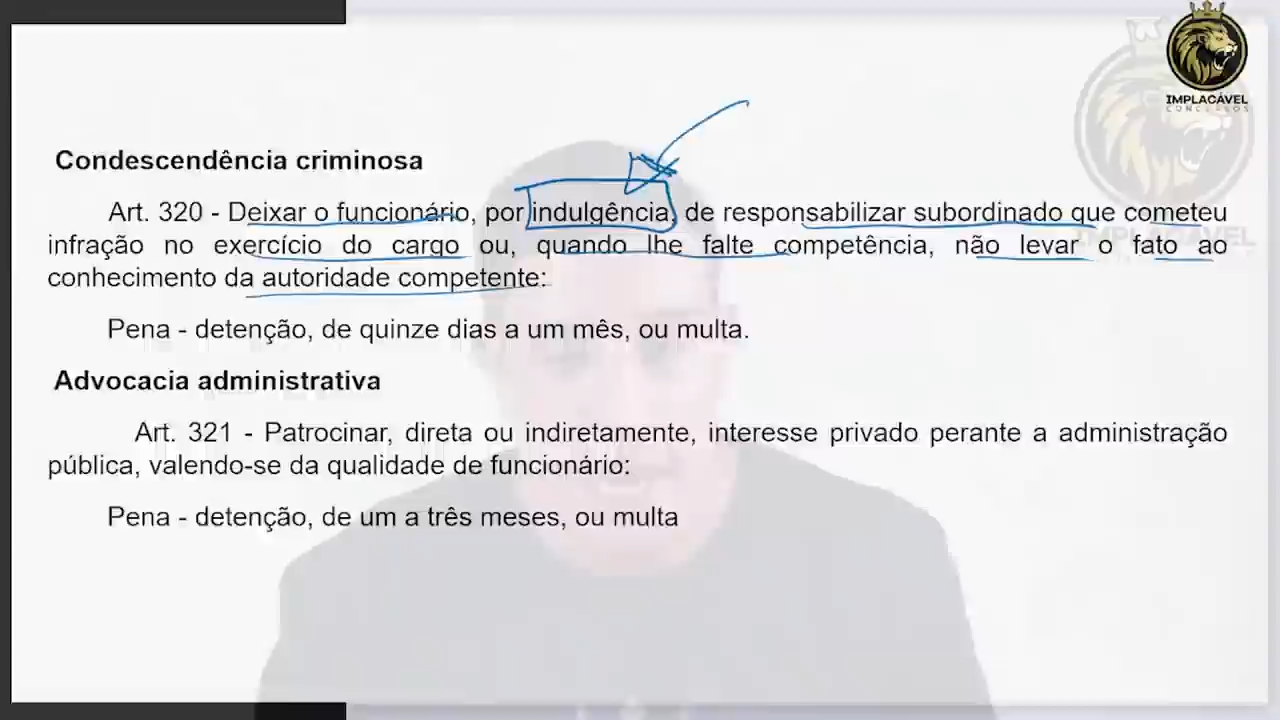 IMPLACÁVEL
CONCURSOS
Condescendência criminosa
Art. 320 - Deixar o funcionário, por indulgência, de responsabilizar subordinado que cometeu
infração no exercício do cargo ou, quando lhe falte competência, não levar o fato ao
conhecimento da autoridade competente:
Pena - detenção, de quinze dias a um mês, ou multa.
Advocacia administrativa
Art. 321 - Patrocinar, direta ou indiretamente, interesse privado perante a administração
pública, valendo-se da qualidade de funcionário:
Pena - detenção, de um a três meses, ou multa
IMPLACÁVEL